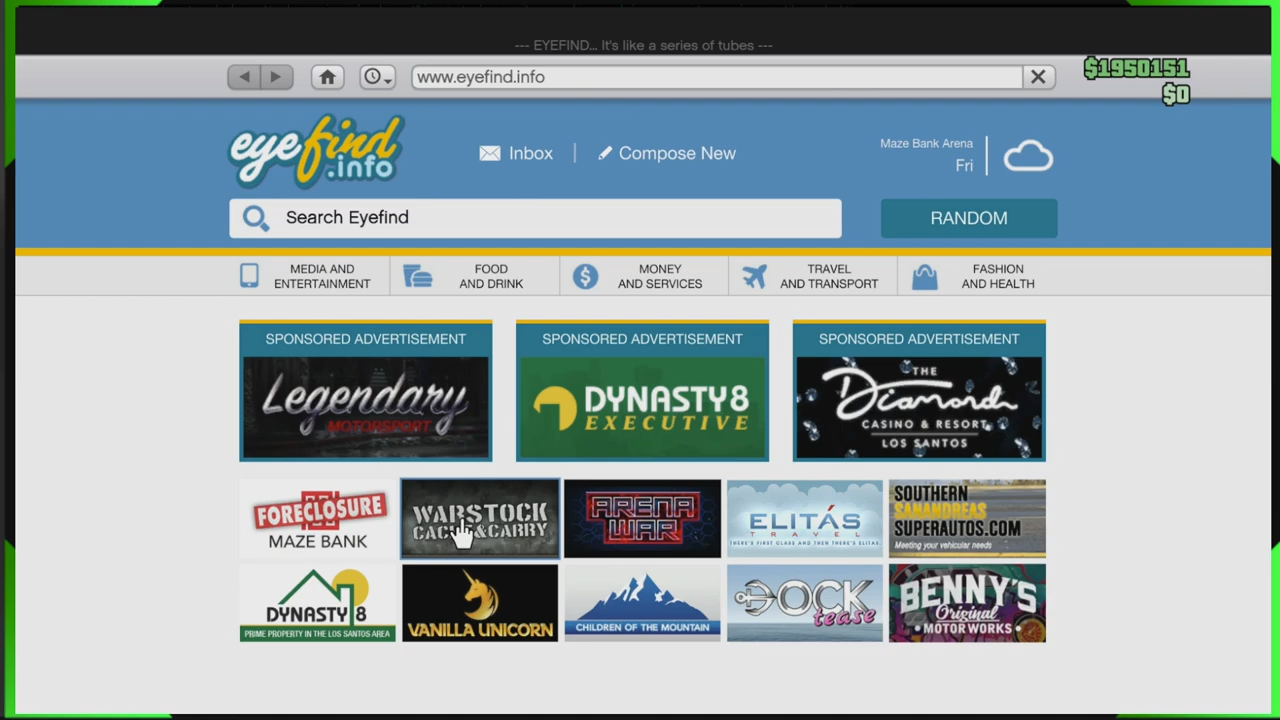 --- EYEFIND... It's like a series of tubes ---
www.eyefind.info
$1950151
$0
eyefind
.info
Inbox
Compose New
Maze Bank Arena
Fri
Search Eyefind
RANDOM
MEDIA AND
ENTERTAINMENT
FOOD
AND DRINK
MONEY
AND SERVICES
TRAVEL
AND TRANSPORT
FASHION
AND HEALTH
SPONSORED ADVERTISEMENT
Legendary
MOTORSPORT
SPONSORED ADVERTISEMENT
DYNASTY 8
EXECUTIVE
SPONSORED ADVERTISEMENT
THE
Diamond
CASINO & RESORT
LOS SANTOS
FORECLOSURE
MAZE BANK
WARSTOCK
CACHE & CARRY
ARENA
WAR
ELITÁS
TRAVEL
THERE'S FIRST CLASS AND THEN THERE'S ELITAS
SOUTHERN
SANANDREAS
SUPERAUTOS.COM
Meeting your vehicular needs
DYNASTY 8
PRIME PROPERTY IN THE LOS SANTOS AREA
VANILLA UNICORN
CHILDREN OF THE MOUNTAIN
DOCK
tease
BENNY'S
Original
MOTOR WORKS